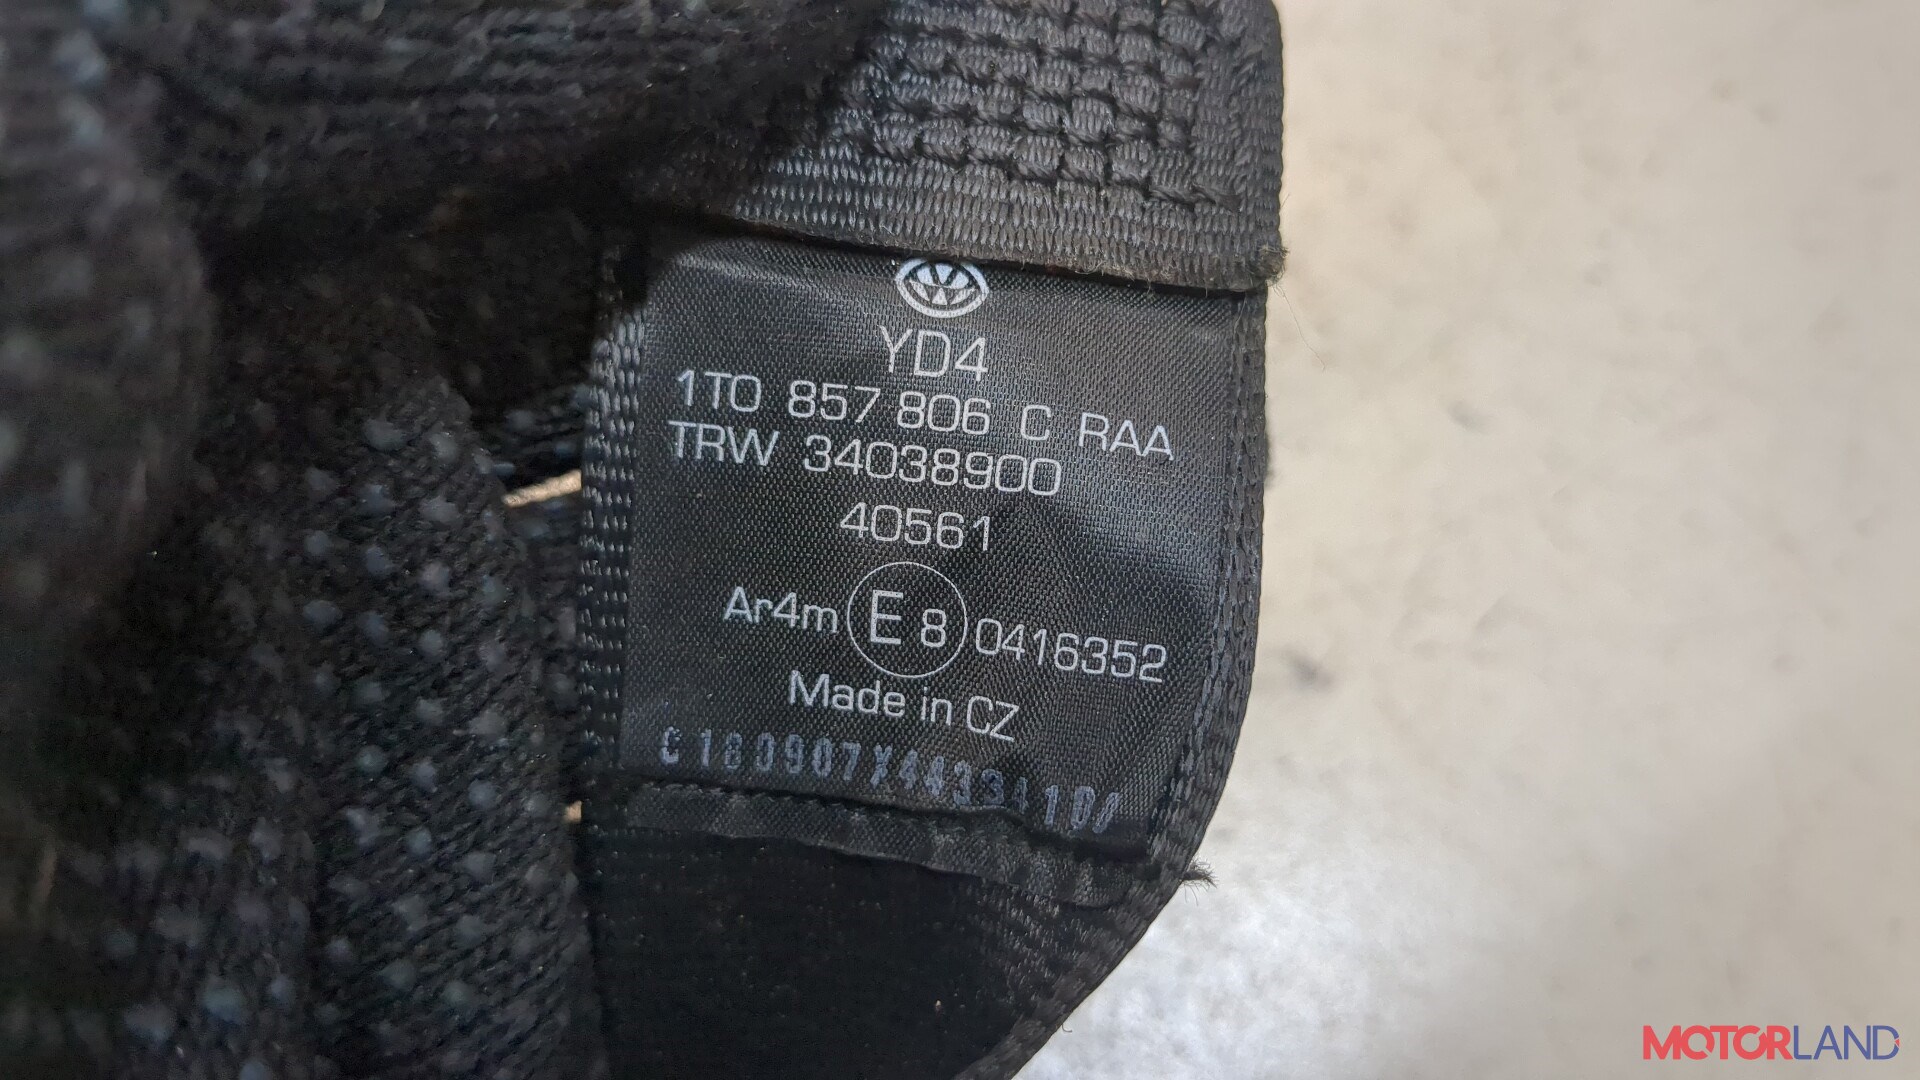 YD4
1T0 857 806 C RAA
TRW 34038900
40561
Ar4m E 8 0416352
Made in CZ
MOTORLAND